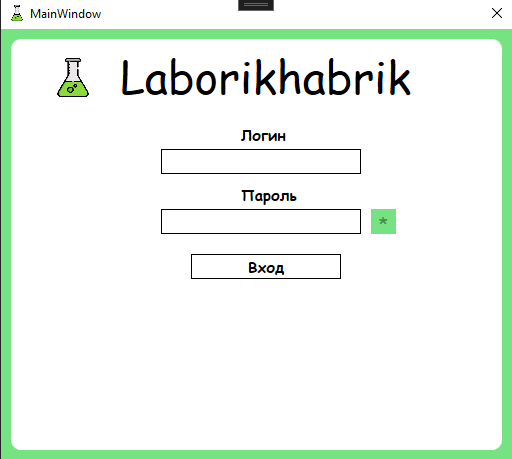 MainWindow
Laborikhabrik
Логин
Пароль
*
Вход